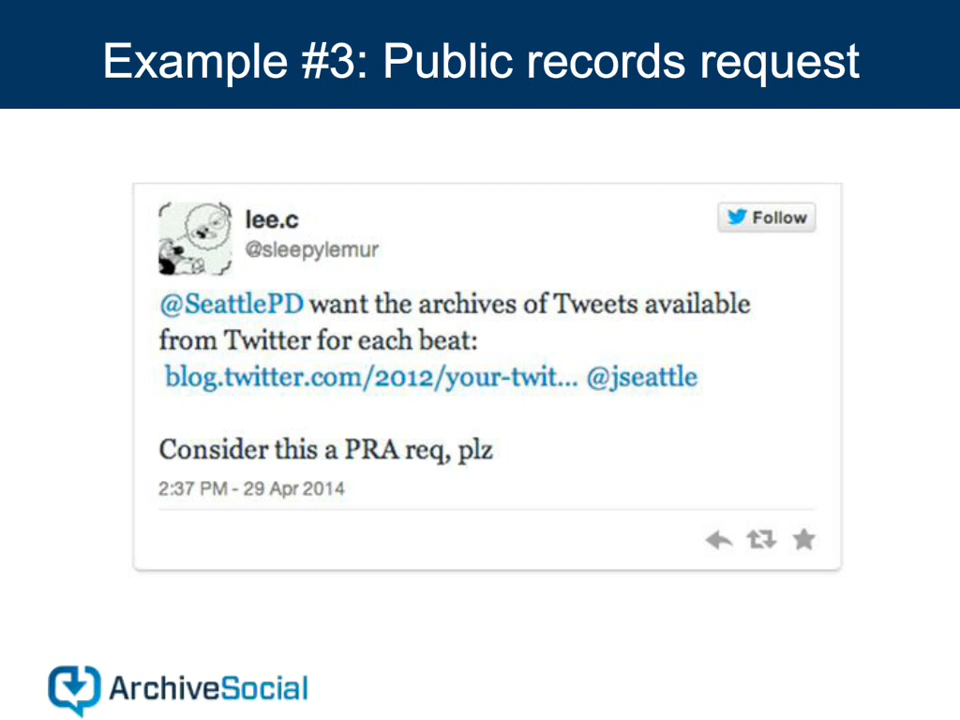 Example #3: Public records request
lee.c
@sleepylemur
Follow
@SeattlePD want the archives of Tweets available
from Twitter for each beat:
blog.twitter.com/2012/your-twit... @jseattle
Consider this a PRA req, plz
2:37 PM - 29 Apr 2014
ArchiveSocial